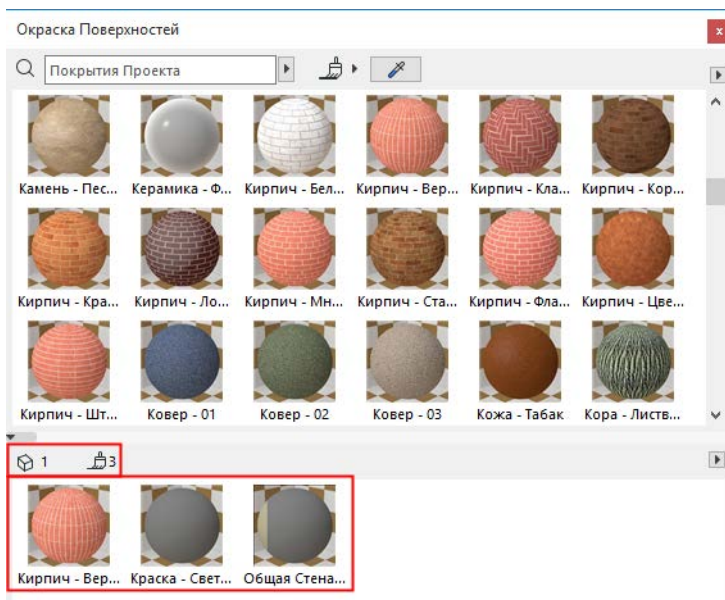 Окраска Поверхностей
x
Покрытия Проекта
Камень - Пес... Керамика - Ф... Кирпич - Бел... Кирпич - Вер... Кирпич - Кла... Кирпич - Кор...
Кирпич - Кра... Кирпич - Ло... Кирпич - Мн... Кирпич - Ста... Кирпич - Фла... Кирпич - Цве...
Кирпич - Шт... Ковер - 01 Ковер - 02 Ковер - 03 Кожа - Табак Кора - Листв...
1 3
Кирпич - Вер... Краска - Свет... Общая Стена...